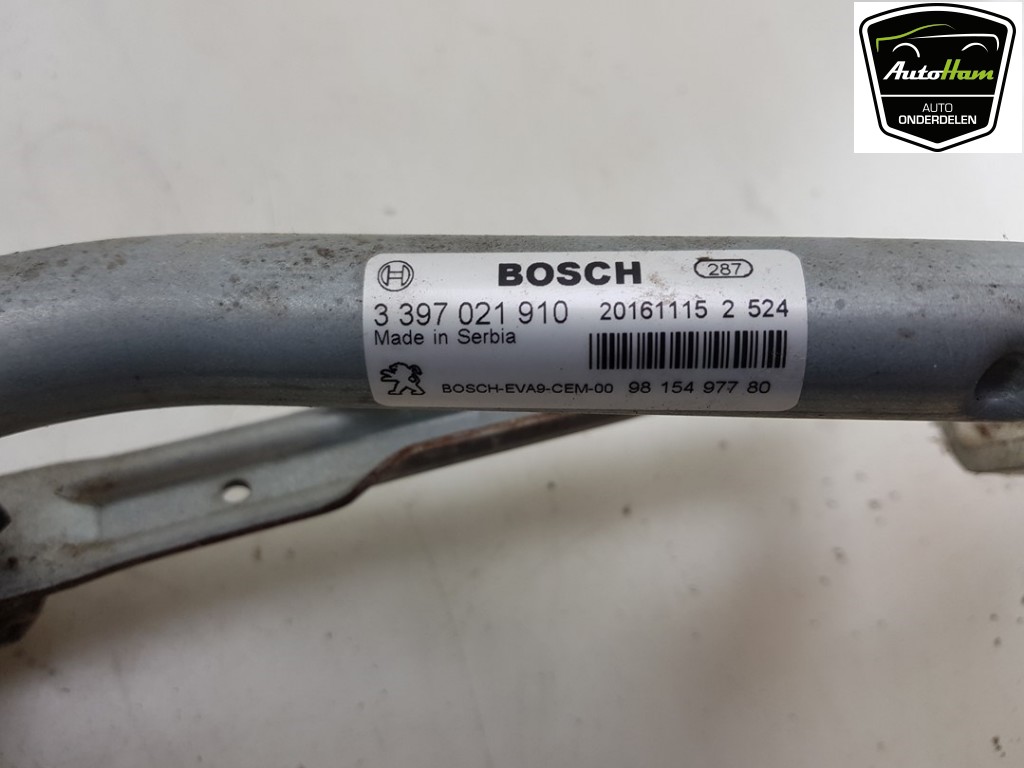 AutoHam
AUTO
ONDERDELEN
BOSCH 287
3 397 021 910 20161115 2 524
Made in Serbia
BOSCH-EVA9-CEM-00 98 154 977 80